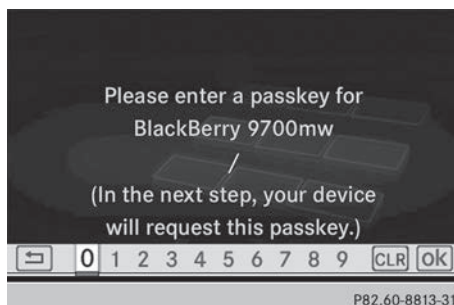 Please enter a passkey for
BlackBerry 9700mw
/
(In the next step, your device
will request this passkey.)
0 1 2 3 4 5 6 7 8 9 CLR ok
P82.60-8813-31